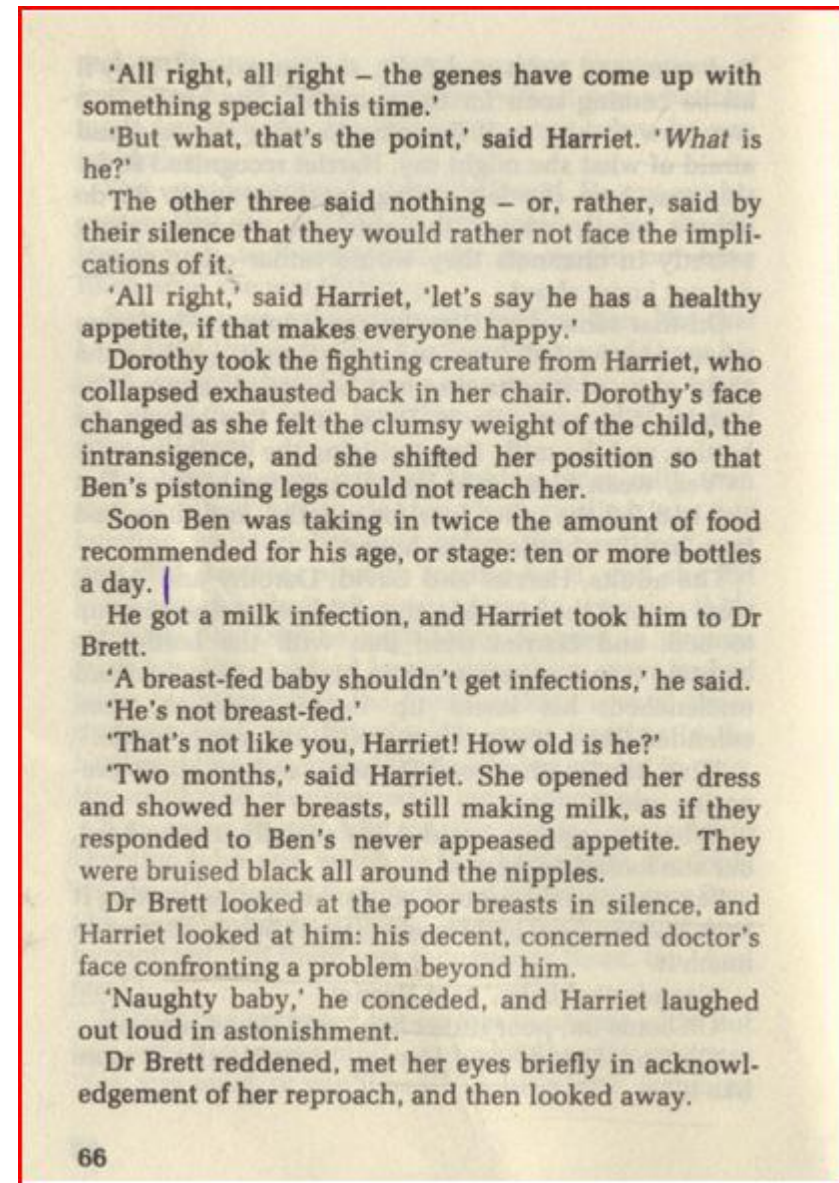 ‘All right, all right – the genes have come up with
something special this time.’
‘But what, that’s the point,’ said Harriet. ‘What is
he?’
The other three said nothing – or, rather, said by
their silence that they would rather not face the impli-
cations of it.
‘All right,’ said Harriet, ‘let’s say he has a healthy
appetite, if that makes everyone happy.’
Dorothy took the fighting creature from Harriet, who
collapsed exhausted back in her chair. Dorothy’s face
changed as she felt the clumsy weight of the child, the
intransigence, and she shifted her position so that
Ben’s pistoning legs could not reach her.
Soon Ben was taking in twice the amount of food
recommended for his age, or stage: ten or more bottles
a day.
He got a milk infection, and Harriet took him to Dr
Brett.
‘A breast-fed baby shouldn’t get infections,’ he said.
‘He’s not breast-fed.’
‘That’s not like you, Harriet! How old is he?’
‘Two months,’ said Harriet. She opened her dress
and showed her breasts, still making milk, as if they
responded to Ben’s never appeased appetite. They
were bruised black all around the nipples.
Dr Brett looked at the poor breasts in silence, and
Harriet looked at him: his decent, concerned doctor’s
face confronting a problem beyond him.
‘Naughty baby,’ he conceded, and Harriet laughed
out loud in astonishment.
Dr Brett reddened, met her eyes briefly in acknowl-
edgement of her reproach, and then looked away.
66